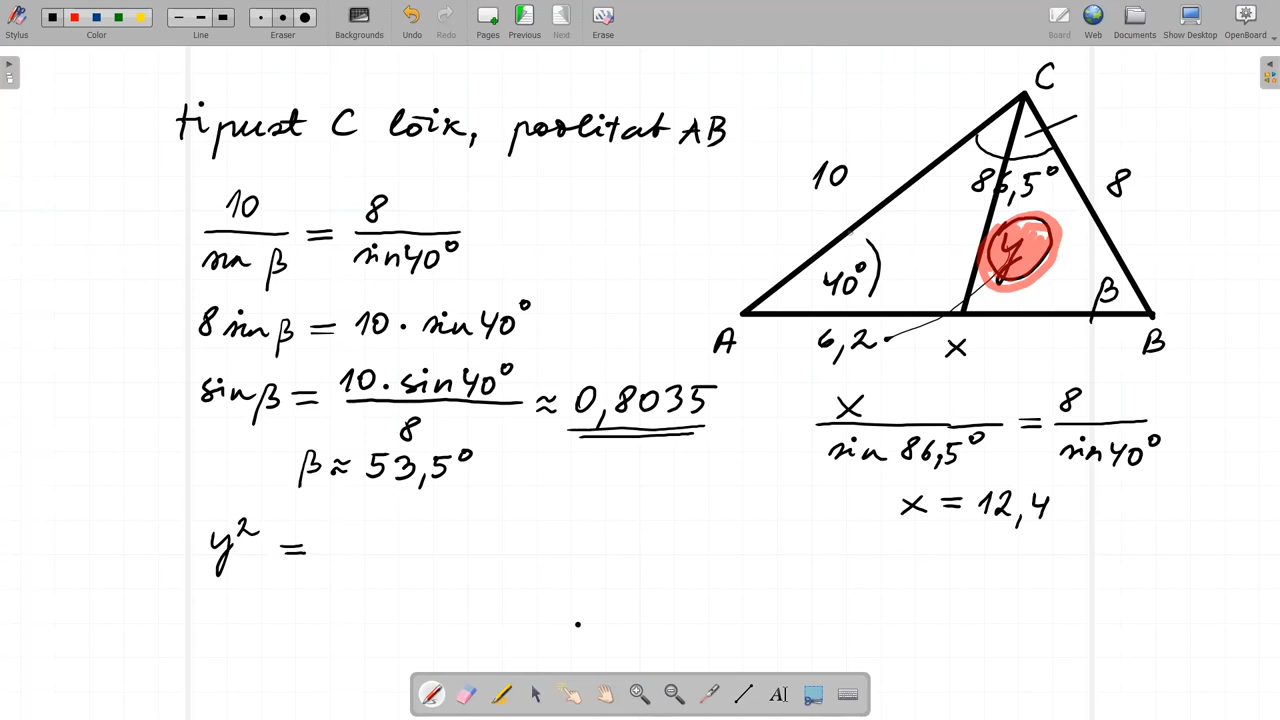 Stylus
Color
Line
Eraser
Backgrounds
Undo
Redo
Pages
Previous
Next
Erase
Board
Web
Documents
Show Desktop
OpenBoard
tipust C lõik, poolitab AB
10 / sin β = 8 / sin 40°
8 sin β = 10 · sin 40°
sin β = 10 · sin 40° / 8 ≈ 0,8035
β ≈ 53,5°
y² =
C
10
86,5°
8
y
40°
β
A
6,2
x
B
x / sin 86,5° = 8 / sin 40°
x = 12,4